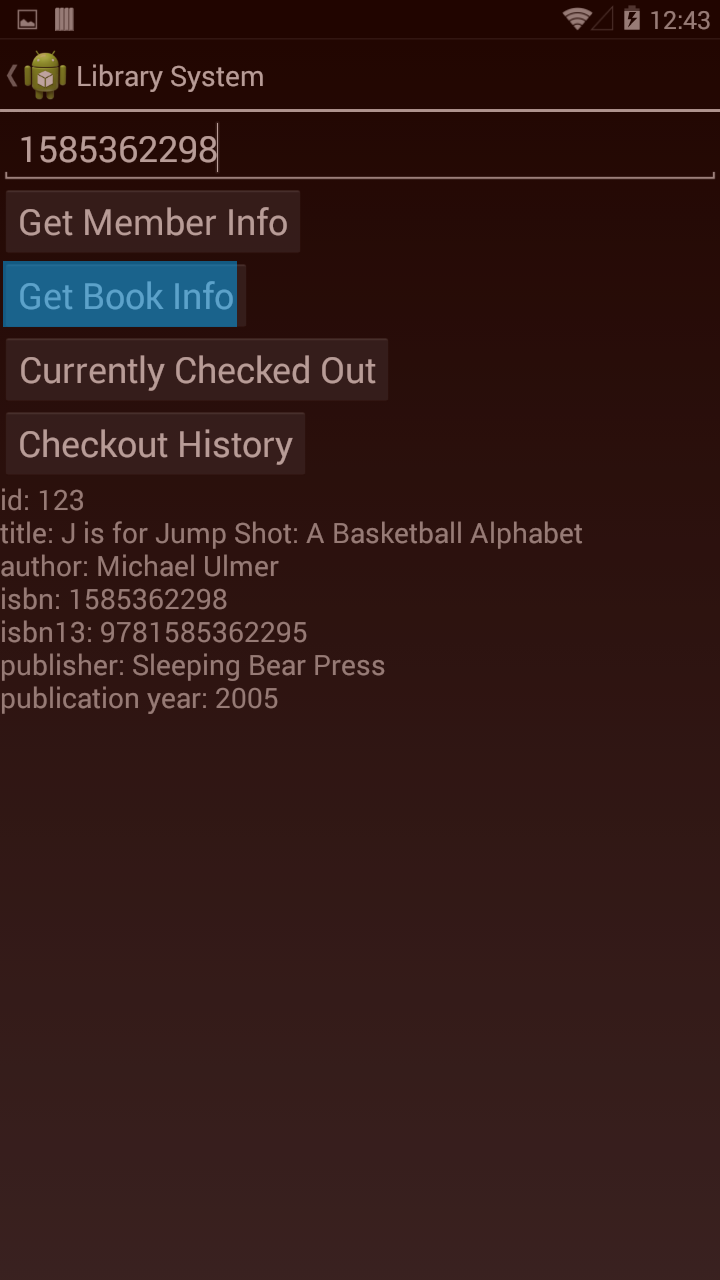 12:43
Library System
1585362298
Get Member Info
Get Book Info
Currently Checked Out
Checkout History
id: 123
title: J is for Jump Shot: A Basketball Alphabet
author: Michael Ulmer
isbn: 1585362298
isbn13: 9781585362295
publisher: Sleeping Bear Press
publication year: 2005